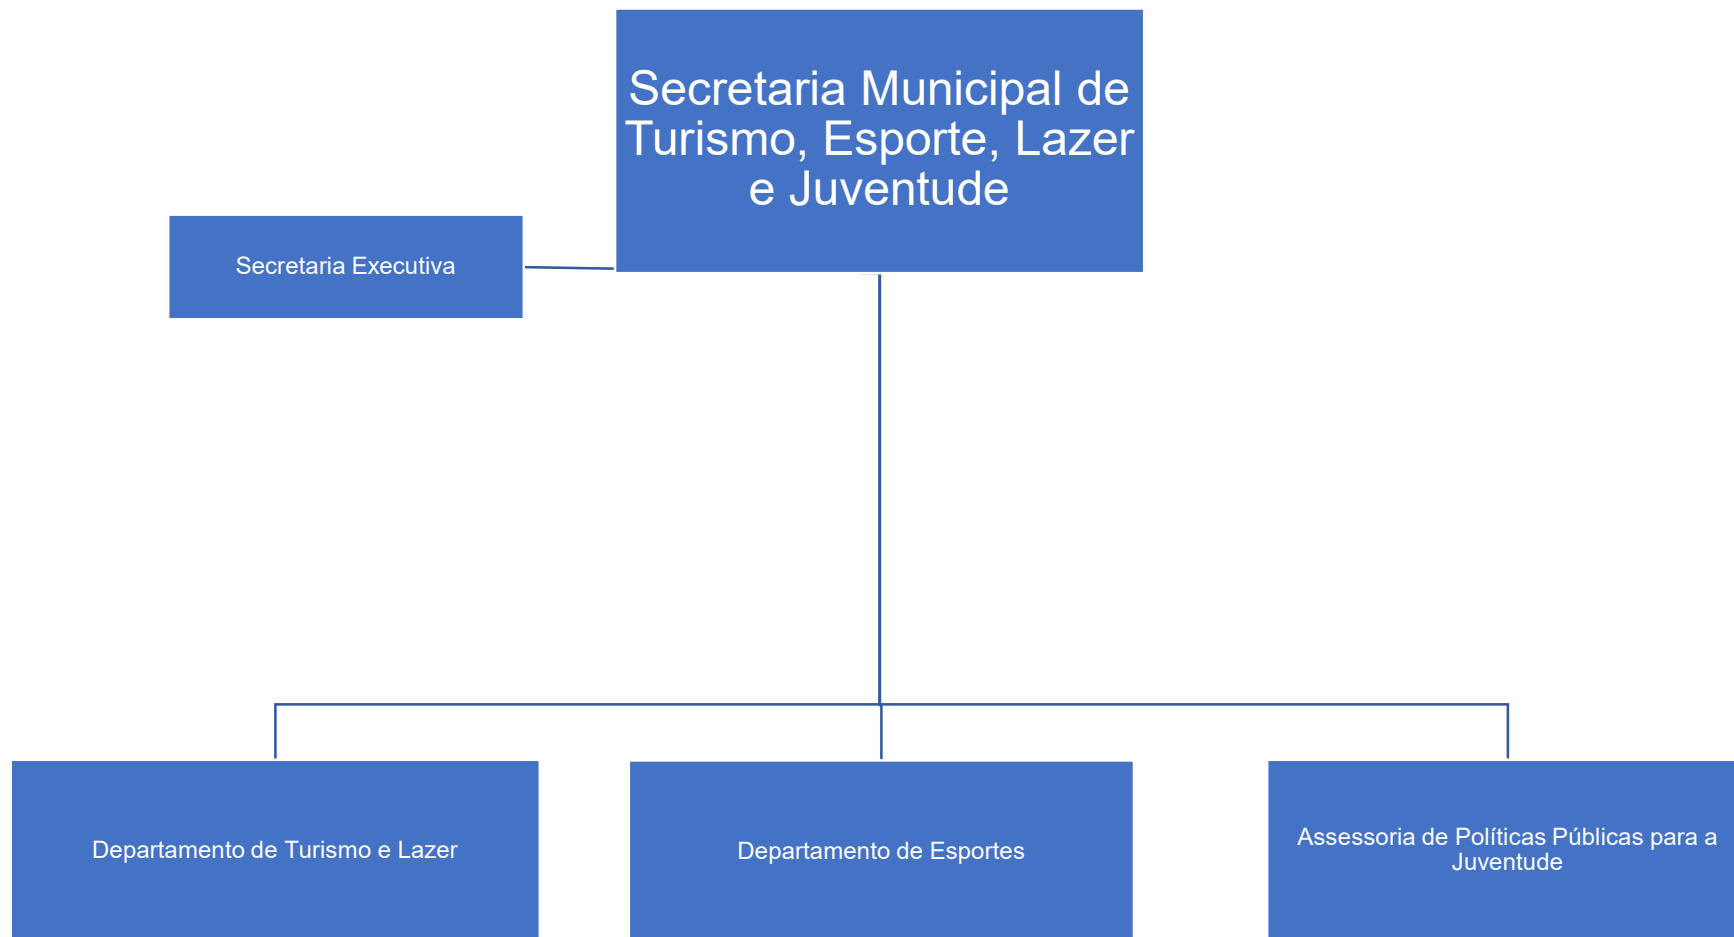 Secretaria Municipal de
Turismo, Esporte, Lazer
e Juventude
Secretaria Executiva
Departamento de Turismo e Lazer
Departamento de Esportes
Assessoria de Políticas Públicas para a
Juventude